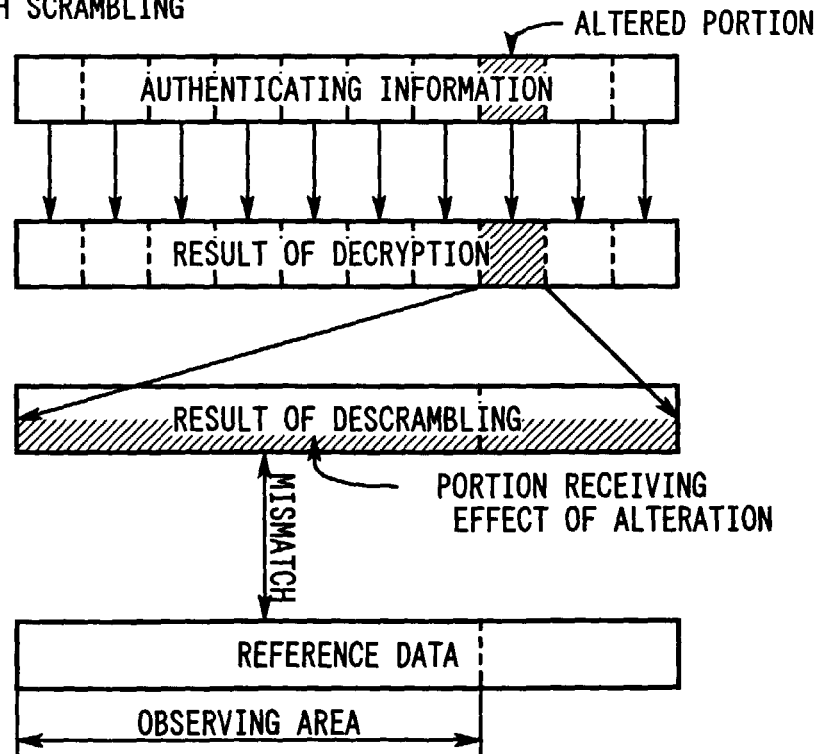 SCRAMBLING
ALTERED PORTION
AUTHENTICATING INFORMATION
RESULT OF DECRYPTION
RESULT OF DESCRAMBLING
PORTION RECEIVING
EFFECT OF ALTERATION
MISMATCH
REFERENCE DATA
OBSERVING AREA